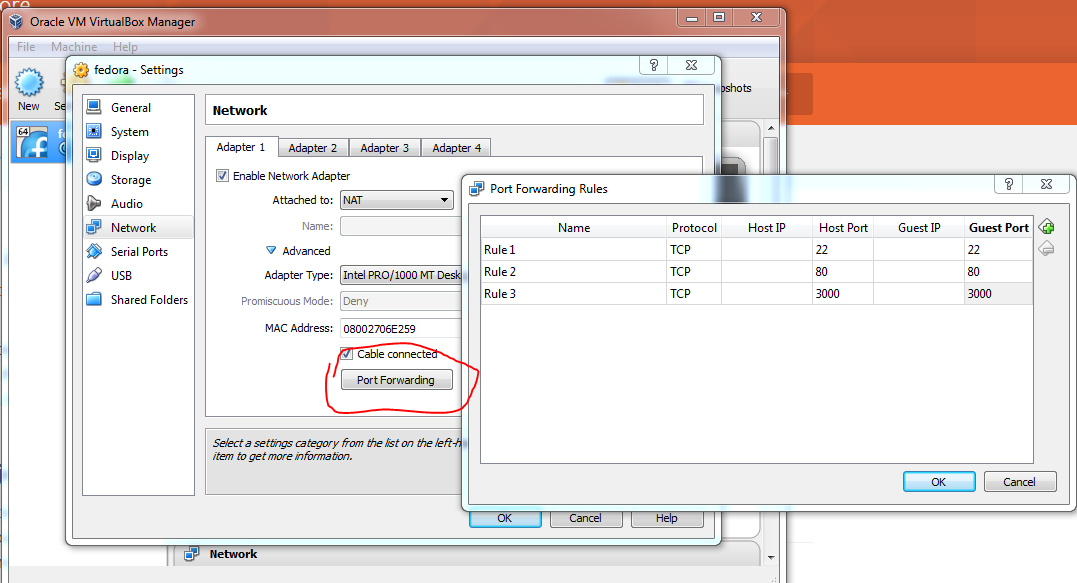 ore
Oracle VM VirtualBox Manager
File Machine Help
fedora - Settings
New
General
System
Display
Storage
Audio
Network
Serial Ports
USB
Shared Folders
Network
Adapter 1 Adapter 2 Adapter 3 Adapter 4
Enable Network Adapter
Attached to: NAT
Name:
Advanced
Adapter Type: Intel PRO/1000 MT Desk
Promiscuous Mode: Deny
MAC Address: 08002706E259
Cable connected
Port Forwarding
Select a settings category from the list on the left-h
item to get more information.
OK Cancel Help
Port Forwarding Rules
Name Protocol Host IP Host Port Guest IP Guest Port
Rule 1 TCP 22 22
Rule 2 TCP 80 80
Rule 3 TCP 3000 3000
OK Cancel
64
Network